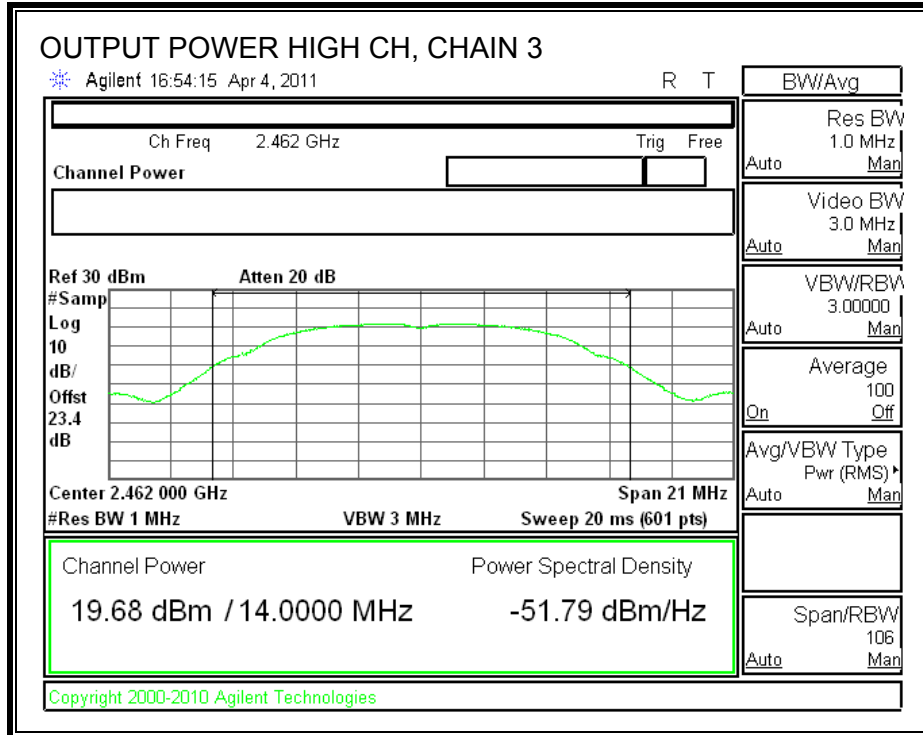 OUTPUT POWER HIGH CH, CHAIN 3
Agilent 16:54:15 Apr 4, 2011 R T
BW/Avg
Ch Freq 2.462 GHz Trig Free
Channel Power
Res BW
1.0 MHz
Auto Man
Video BW
3.0 MHz
Auto Man
VBW/RBW
3.00000
Auto Man
Average
100
On Off
Avg/VBW Type
Pwr (RMS)
Auto Man
Span/RBW
106
Auto Man
Ref 30 dBm Atten 20 dB
#Samp
Log
10
dB/
Offst
23.4
dB
Center 2.462 000 GHz Span 21 MHz
#Res BW 1 MHz VBW 3 MHz Sweep 20 ms (601 pts)
Channel Power Power Spectral Density
19.68 dBm / 14.0000 MHz -51.79 dBm/Hz
Copyright 2000-2010 Agilent Technologies